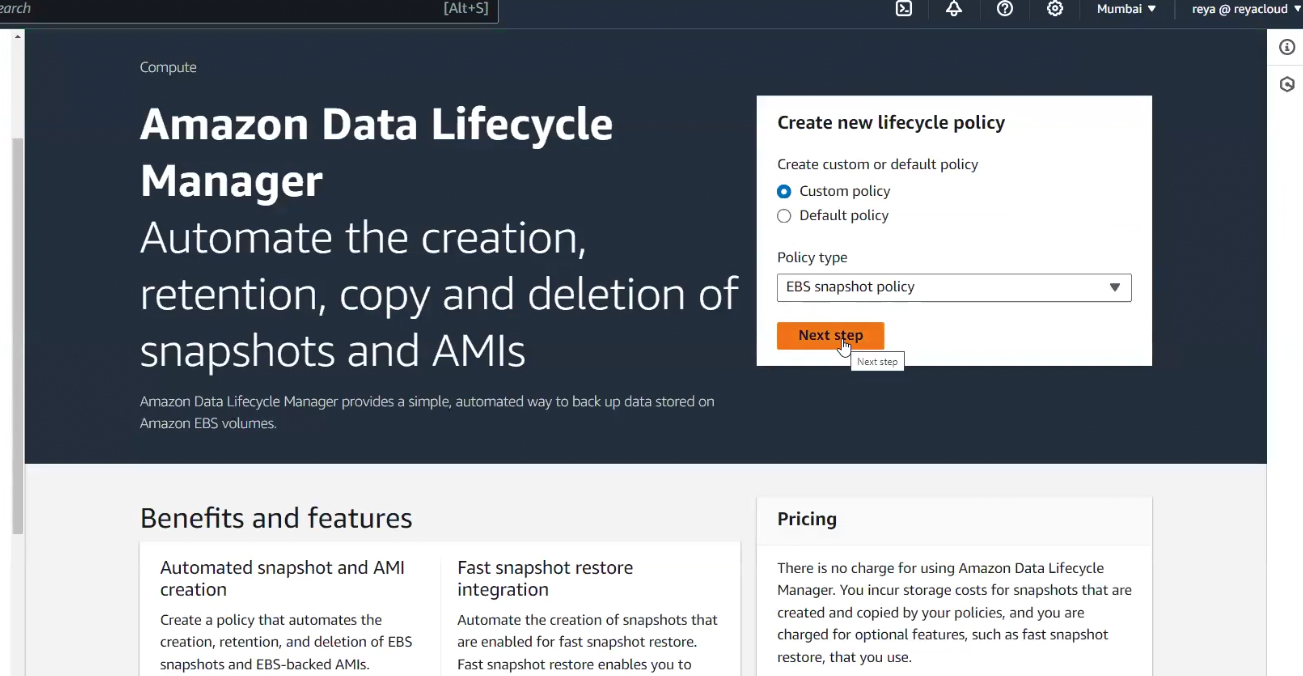 [Alt+S]
Mumbai ▼
reya @ reyacloud ▼
Compute
Amazon Data Lifecycle
Manager
Automate the creation,
retention, copy and deletion of
snapshots and AMIs
Amazon Data Lifecycle Manager provides a simple, automated way to back up data stored on
Amazon EBS volumes.
Create new lifecycle policy
Create custom or default policy
Custom policy
Default policy
Policy type
EBS snapshot policy
Next step
Next step
Benefits and features
Automated snapshot and AMI
creation
Create a policy that automates the
creation, retention, and deletion of EBS
snapshots and EBS-backed AMIs.
Fast snapshot restore
integration
Automate the creation of snapshots that
are enabled for fast snapshot restore.
Fast snapshot restore enables you to
Pricing
There is no charge for using Amazon Data Lifecycle
Manager. You incur storage costs for snapshots that are
created and copied by your policies, and you are
charged for optional features, such as fast snapshot
restore, that you use.